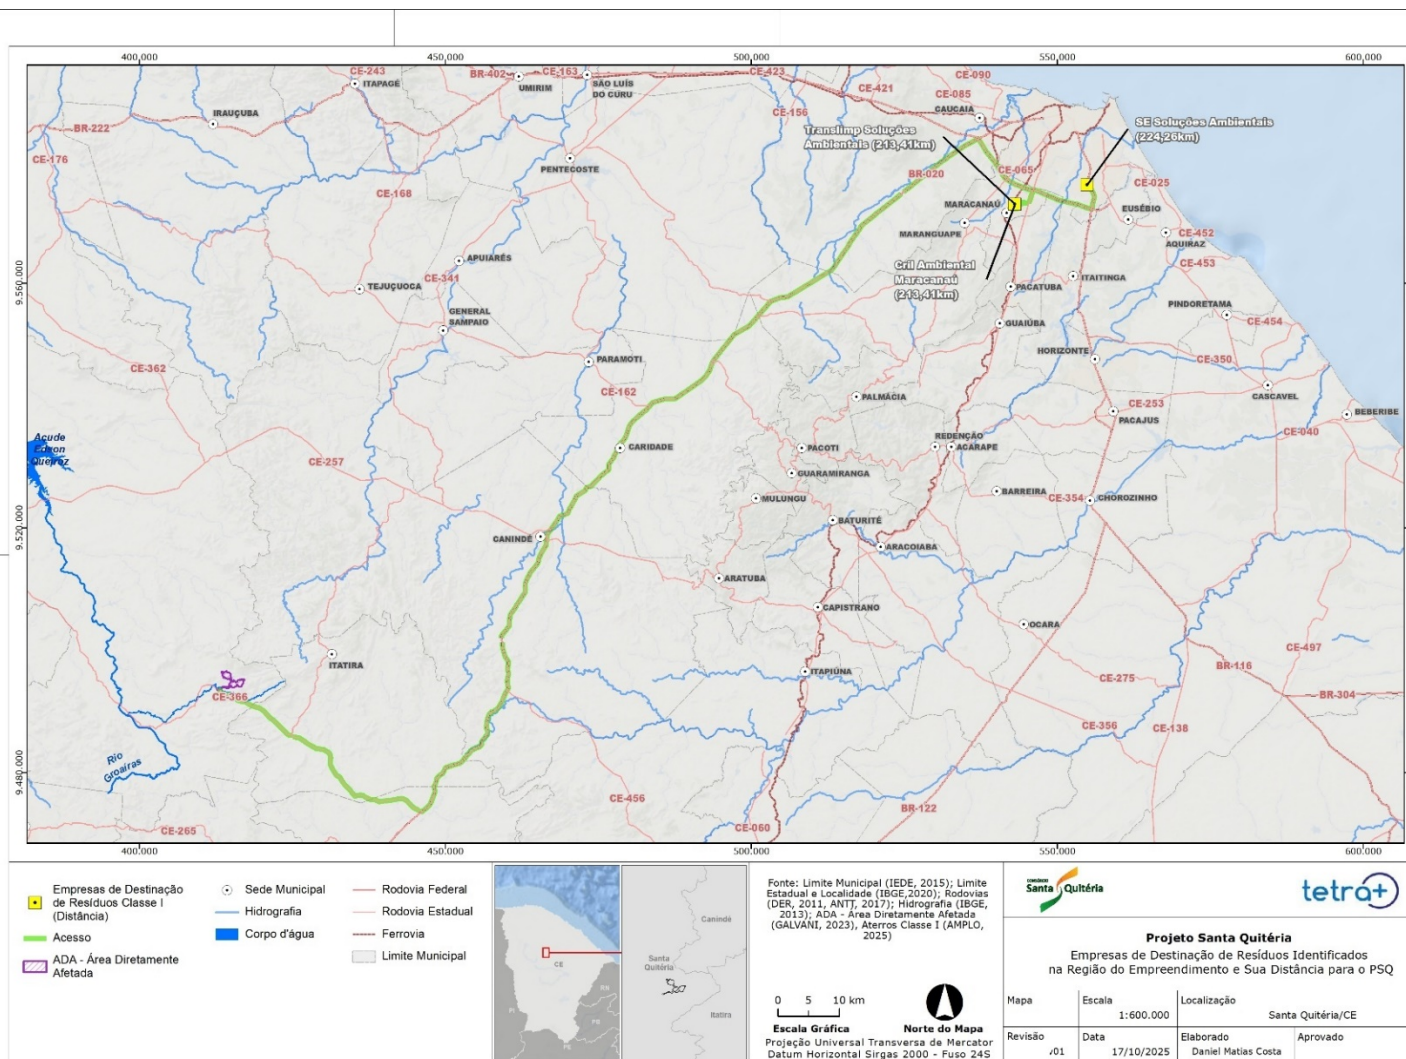 400,000
450,000
500,000
550,000
600,000
CE-243
ITAPAGÉ
BR-402
UMIRIM
CE-163
SÃO LUÍS
DO CURU
CE-423
CE-421
CE-090
CE-085
CAUCAIA
CE-156
IRAUÇUBA
BR-222
CE-176
PENTECOSTE
CE-168
Translimp Soluções
Ambientais (213,41km)
SE Soluções Ambientais
(224,26km)
BR-020
CE-065
CE-025
MARACANAÚ
MARANGUAPE
EUSÉBIO
AQUIRAZ
CE-452
CE-453
Cril Ambiental
Maracanaú
(213,41km)
PACATUBA
ITAITINGA
PINDORETAMA
CE-454
APUIARÉS
CE-341
TEJUÇUOCA
GENERAL
SAMPAIO
GUAIÚBA
HORIZONTE
CE-350
9.560.000
PARAMOTI
CE-362
CE-162
PALMÁCIA
CE-253
PACAJUS
CASCAVEL
BEBERIBE
CE-040
Açude
Edson
Queiroz
CE-257
CARIDADE
PACOTI
REDENÇÃO
ACARAPE
GUARAMIRANGA
MULUNGU
BARREIRA
CE-354
CHOROZINHO
9.520.000
CANINDÉ
BATURITÉ
ARACOIABA
ARATUBA
CAPISTRANO
OCARA
ITATIRA
CE-497
BR-116
ITAPIÚNA
CE-275
BR-304
CE-366
CE-356
CE-138
Rio
Groaíras
9.480.000
CE-456
BR-122
CE-265
CE-060
400.000
450.000
500.000
550.000
600.000
Empresas de Destinação
de Resíduos Classe I
(Distância)
Acesso
ADA - Área Diretamente
Afetada
Sede Municipal
Hidrografia
Corpo d'água
Rodovia Federal
Rodovia Estadual
Ferrovia
Limite Municipal
CE
PI
RN
PB
PE
Canindé
Santa
Quitéria
Itatira
Fonte: Limite Municipal (IEDE, 2015); Limite
Estadual e Localidade (IBGE,2020); Rodovias
(DER, 2011, ANTT, 2017); Hidrografia (IBGE,
2013); ADA - Área Diretamente Afetada
(GALVANI, 2023), Aterros Classe I (AMPLO,
2025)
0 5 10 km
Escala Gráfica
Norte do Mapa
Projeção Universal Transversa de Mercator
Datum Horizontal Sirgas 2000 - Fuso 24S
CONSÓRCIO
Santa Quitéria
tetra+
Projeto Santa Quitéria
Empresas de Destinação de Resíduos Identificados
na Região do Empreendimento e Sua Distância para o PSQ
Mapa
Escala
1:600.000
Localização
Santa Quitéria/CE
Revisão
01
Data
17/10/2025
Elaborado
Daniel Matias Costa
Aprovado